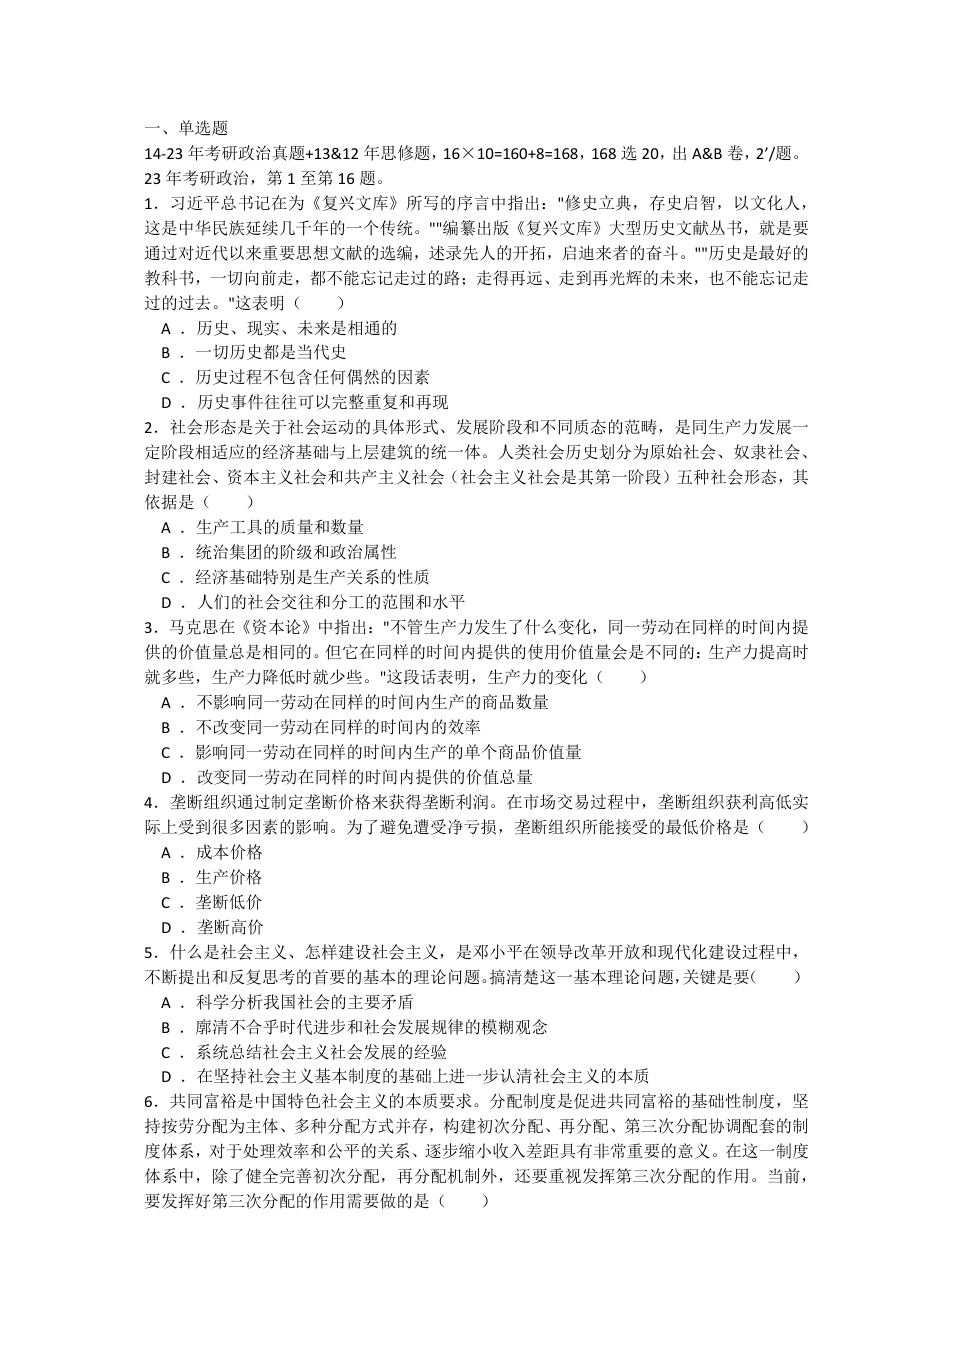 一、单选题
14-23 年考研政治真题+13&12 年思修题，16×10=160+8=168，168 选 20，出 A&B 卷，2’/题。
23 年考研政治，第 1 至第 16 题。
1．习近平总书记在为《复兴文库》所写的序言中指出："修史立典，存史启智，以文化人，
这是中华民族延续几千年的一个传统。""编纂出版《复兴文库》大型历史文献丛书，就是要
通过对近代以来重要思想文献的选编，述录先人的开拓，启迪来者的奋斗。""历史是最好的
教科书，一切向前走，都不能忘记走过的路；走得再远、走到再光辉的未来，也不能忘记走
过的过去。"这表明（　　）
A ．历史、现实、未来是相通的
B ．一切历史都是当代史
C ．历史过程不包含任何偶然的因素
D ．历史事件往往可以完整重复和再现
2．社会形态是关于社会运动的具体形式、发展阶段和不同质态的范畴，是同生产力发展一
定阶段相适应的经济基础与上层建筑的统一体。人类社会历史划分为原始社会、奴隶社会、
封建社会、资本主义社会和共产主义社会（社会主义社会是其第一阶段）五种社会形态，其
依据是（　　）
A ．生产工具的质量和数量
B ．统治集团的阶级和政治属性
C ．经济基础特别是生产关系的性质
D ．人们的社会交往和分工的范围和水平
3．马克思在《资本论》中指出："不管生产力发生了什么变化，同一劳动在同样的时间内提
供的价值量总是相同的。但它在同样的时间内提供的使用价值量会是不同的：生产力提高时
就多些，生产力降低时就少些。"这段话表明，生产力的变化（　　）
A ．不影响同一劳动在同样的时间内生产的商品数量
B ．不改变同一劳动在同样的时间内的效率
C ．影响同一劳动在同样的时间内生产的单个商品价值量
D ．改变同一劳动在同样的时间内提供的价值总量
4．垄断组织通过制定垄断价格来获得垄断利润。在市场交易过程中，垄断组织获利高低实
际上受到很多因素的影响。为了避免遭受净亏损，垄断组织所能接受的最低价格是（　　）
A ．成本价格
B ．生产价格
C ．垄断低价
D ．垄断高价
5．什么是社会主义、怎样建设社会主义，是邓小平在领导改革开放和现代化建设过程中，
不断提出和反复思考的首要的基本的理论问题。搞清楚这一基本理论问题，关键是要（　　）
A ．科学分析我国社会的主要矛盾
B ．廓清不合乎时代进步和社会发展规律的模糊观念
C ．系统总结社会主义社会发展的经验
D ．在坚持社会主义基本制度的基础上进一步认清社会主义的本质
6．共同富裕是中国特色社会主义的本质要求。分配制度是促进共同富裕的基础性制度，坚
持按劳分配为主体、多种分配方式并存，构建初次分配、再分配、第三次分配协调配套的制
度体系，对于处理效率和公平的关系、逐步缩小收入差距具有非常重要的意义。在这一制度
体系中，除了健全完善初次分配，再分配机制外，还要重视发挥第三次分配的作用。当前，
要发挥好第三次分配的作用需要做的是（　　）